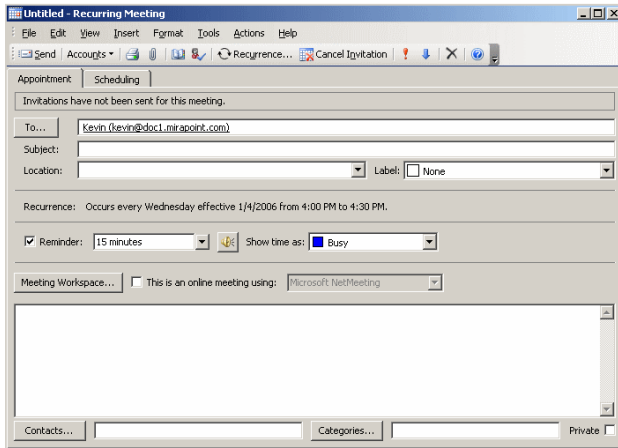 Untitled - Recurring Meeting
File Edit View Insert Format Tools Actions Help
Send Accounts Recurrence... Cancel Invitation
Appointment Scheduling
Invitations have not been sent for this meeting.
To... Kevin (kevin@doc1.mirapoint.com)
Subject:
Location: Label: None
Recurrence: Occurs every Wednesday effective 1/4/2006 from 4:00 PM to 4:30 PM.
Reminder: 15 minutes Show time as: Busy
Meeting Workspace... This is an online meeting using: Microsoft NetMeeting
Contacts... Categories... Private